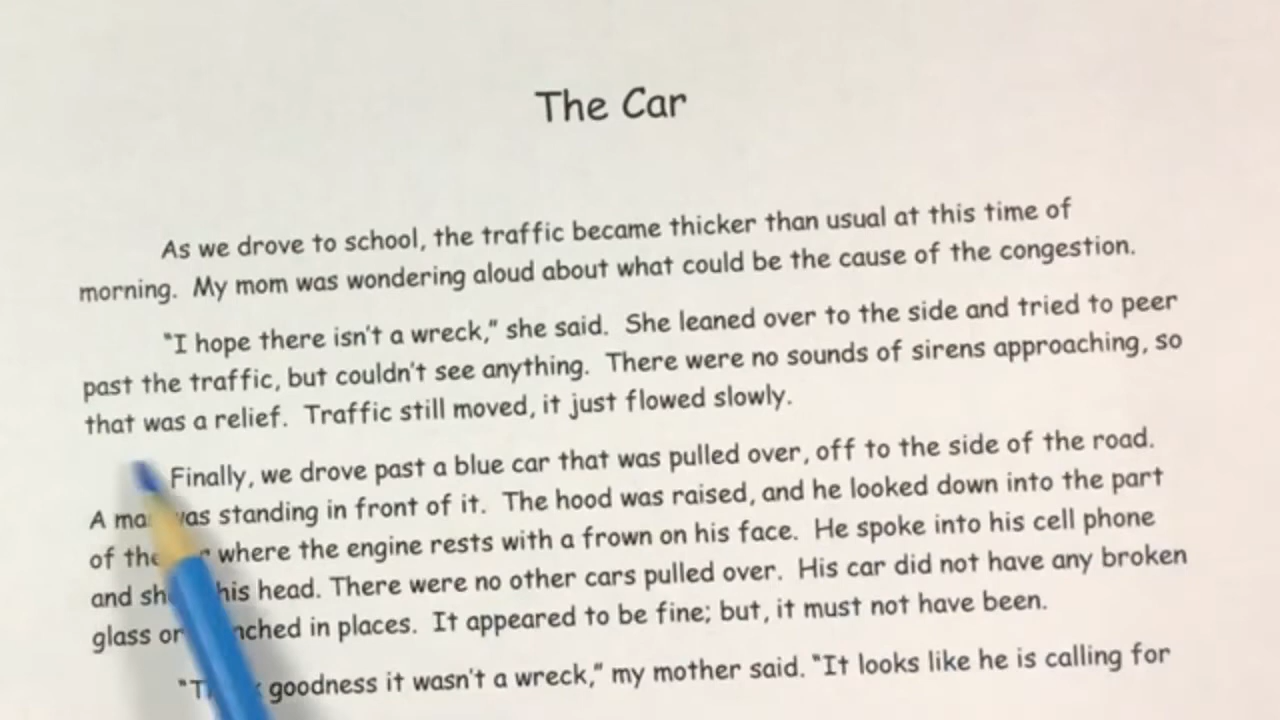 The Car
As we drove to school, the traffic became thicker than usual at this time of
morning. My mom was wondering aloud about what could be the cause of the congestion.
“I hope there isn’t a wreck,” she said. She leaned over to the side and tried to peer
past the traffic, but couldn’t see anything. There were no sounds of sirens approaching, so
that was a relief. Traffic still moved, it just flowed slowly.
Finally, we drove past a blue car that was pulled over, off to the side of the road.
A was standing in front of it. The hood was raised, and he looked down into the part
of the where the engine rests with a frown on his face. He spoke into his cell phone
and his head. There were no other cars pulled over. His car did not have any broken
glass or in places. It appeared to be fine; but, it must not have been.
goodness it wasn’t a wreck,” my mother said. “It looks like he is calling for